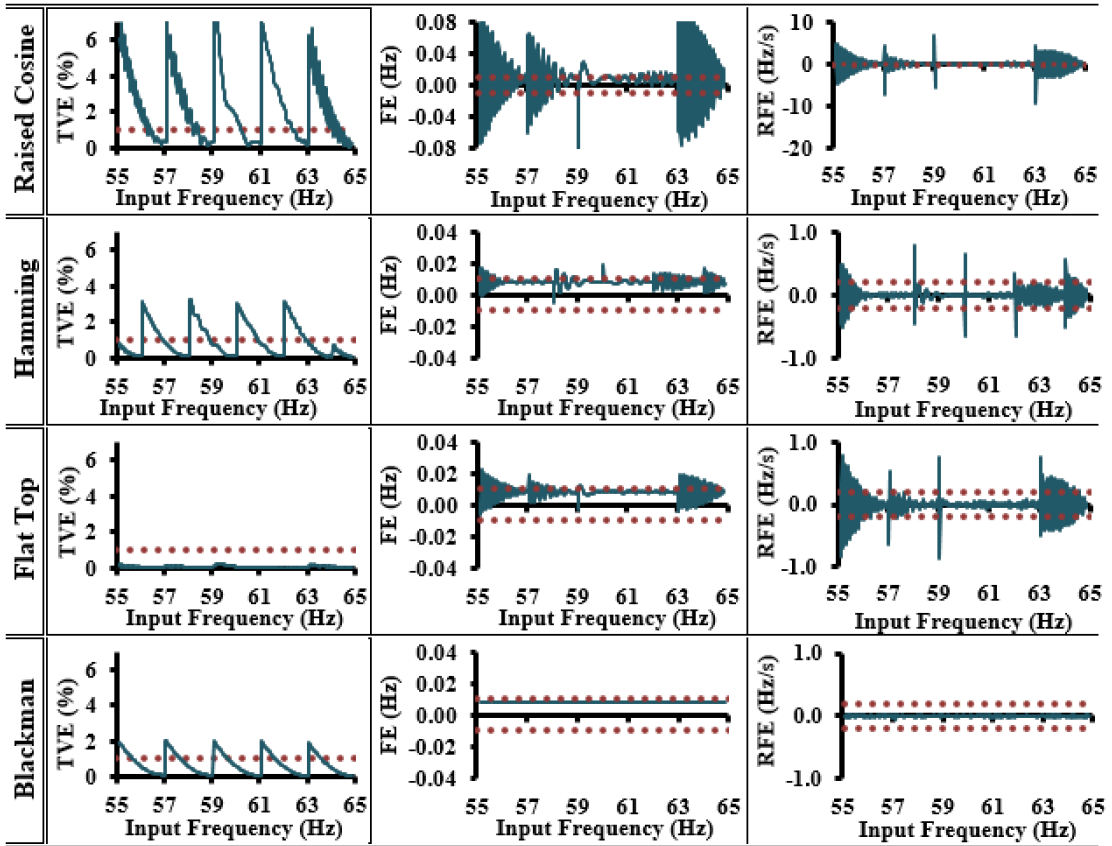 Raised Cosine
TVE (%)
6
4
2
0
55 57 59 61 63 65
Input Frequency (Hz)
FE (Hz)
0.08
0.04
0.00
-0.04
-0.08
55 57 59 61 63 65
Input Frequency (Hz)
RFE (Hz/s)
10
0
-10
-20
55 57 59 61 63 65
Input Frequency (Hz)
Hamming
TVE (%)
6
4
2
0
55 57 59 61 63 65
Input Frequency (Hz)
FE (Hz)
0.04
0.02
0.00
-0.02
-0.04
55 57 59 61 63 65
Input Frequency (Hz)
RFE (Hz/s)
1.0
0.0
-1.0
55 57 59 61 63 65
Input Frequency (Hz)
Flat Top
TVE (%)
6
4
2
0
55 57 59 61 63 65
Input Frequency (Hz)
FE (Hz)
0.04
0.02
0.00
-0.02
-0.04
55 57 59 61 63 65
Input Frequency (Hz)
RFE (Hz/s)
1.0
0.0
-1.0
55 57 59 61 63 65
Input Frequency (Hz)
Blackman
TVE (%)
6
4
2
0
55 57 59 61 63 65
Input Frequency (Hz)
FE (Hz)
0.04
0.02
0.00
-0.02
-0.04
55 57 59 61 63 65
Input Frequency (Hz)
RFE (Hz/s)
1.0
0.0
-1.0
55 57 59 61 63 65
Input Frequency (Hz)